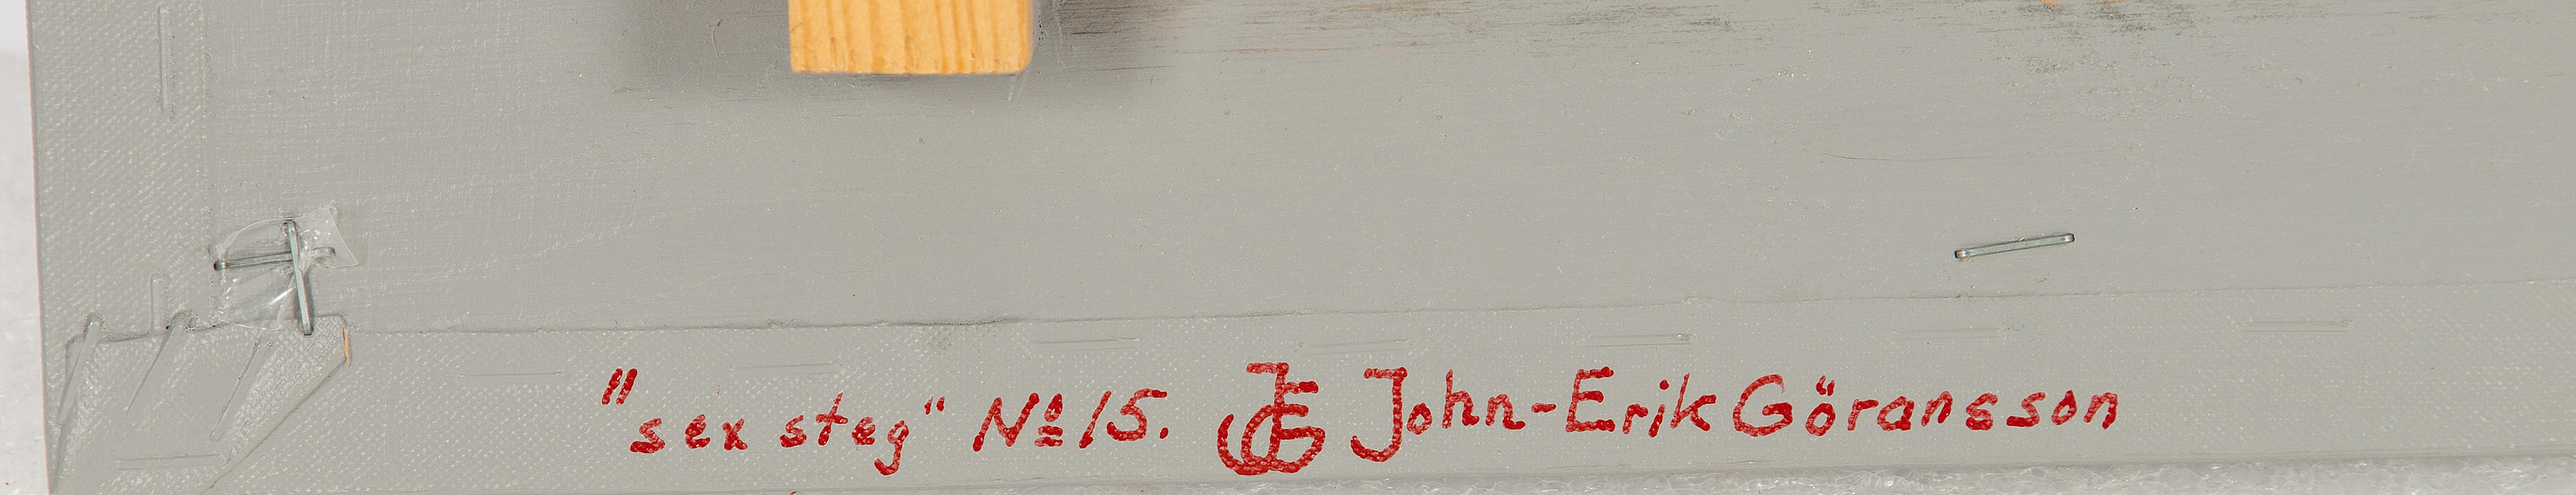 "sex steg" Nº 15. JEG John-Erik Göransson